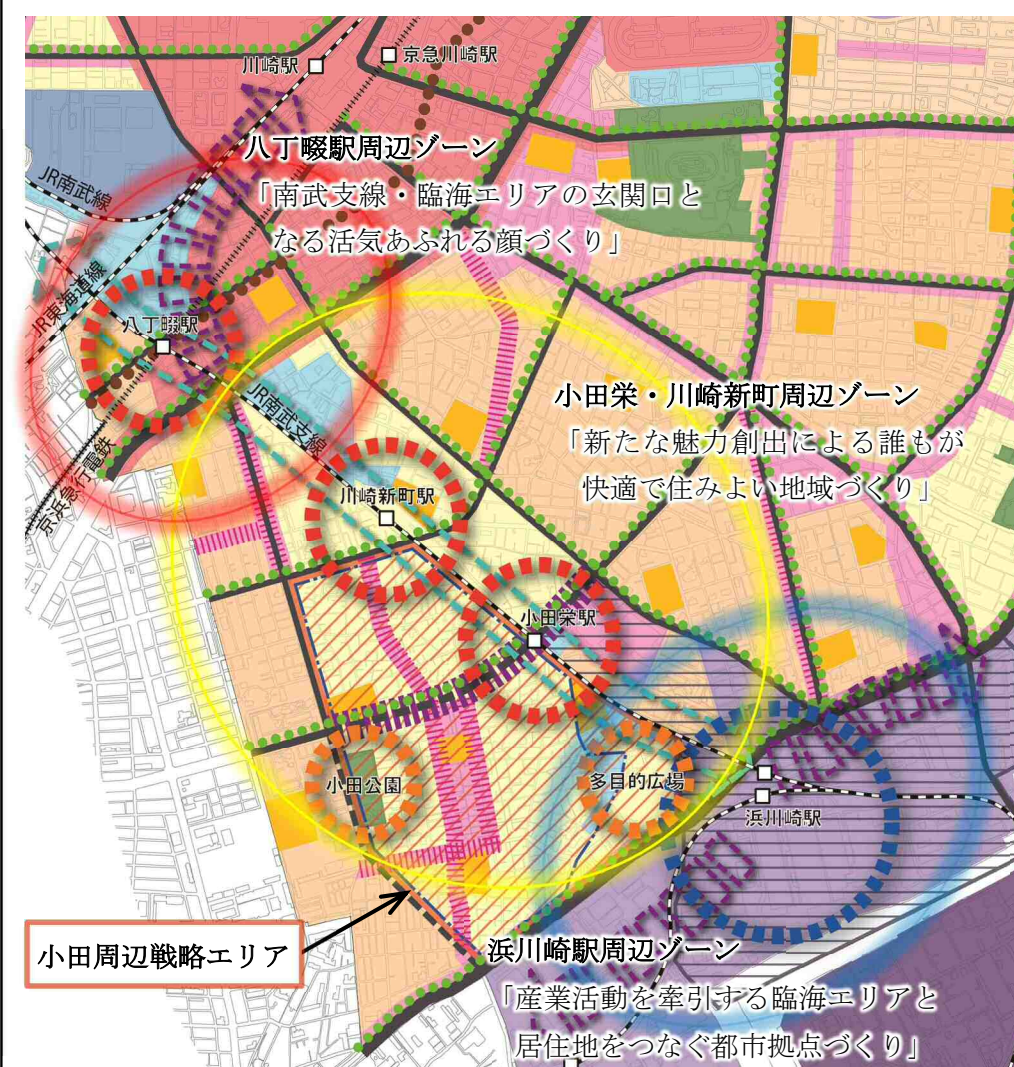 川崎駅
京急川崎駅
八丁畷駅周辺ゾーン
「南武支線・臨海エリアの玄関口と
なる活気あふれる顔づくり」
JR南武線
JR東海道線
八丁畷駅
JR南武支線
京浜急行電鉄
小田栄・川崎新町周辺ゾーン
「新たな魅力創出による誰もが
快適で住みよい地域づくり」
川崎新町駅
小田栄駅
小田公園
多目的広場
浜川崎駅
小田周辺戦略エリア
浜川崎駅周辺ゾーン
「産業活動を牽引する臨海エリアと
居住地をつなぐ都市拠点づくり」